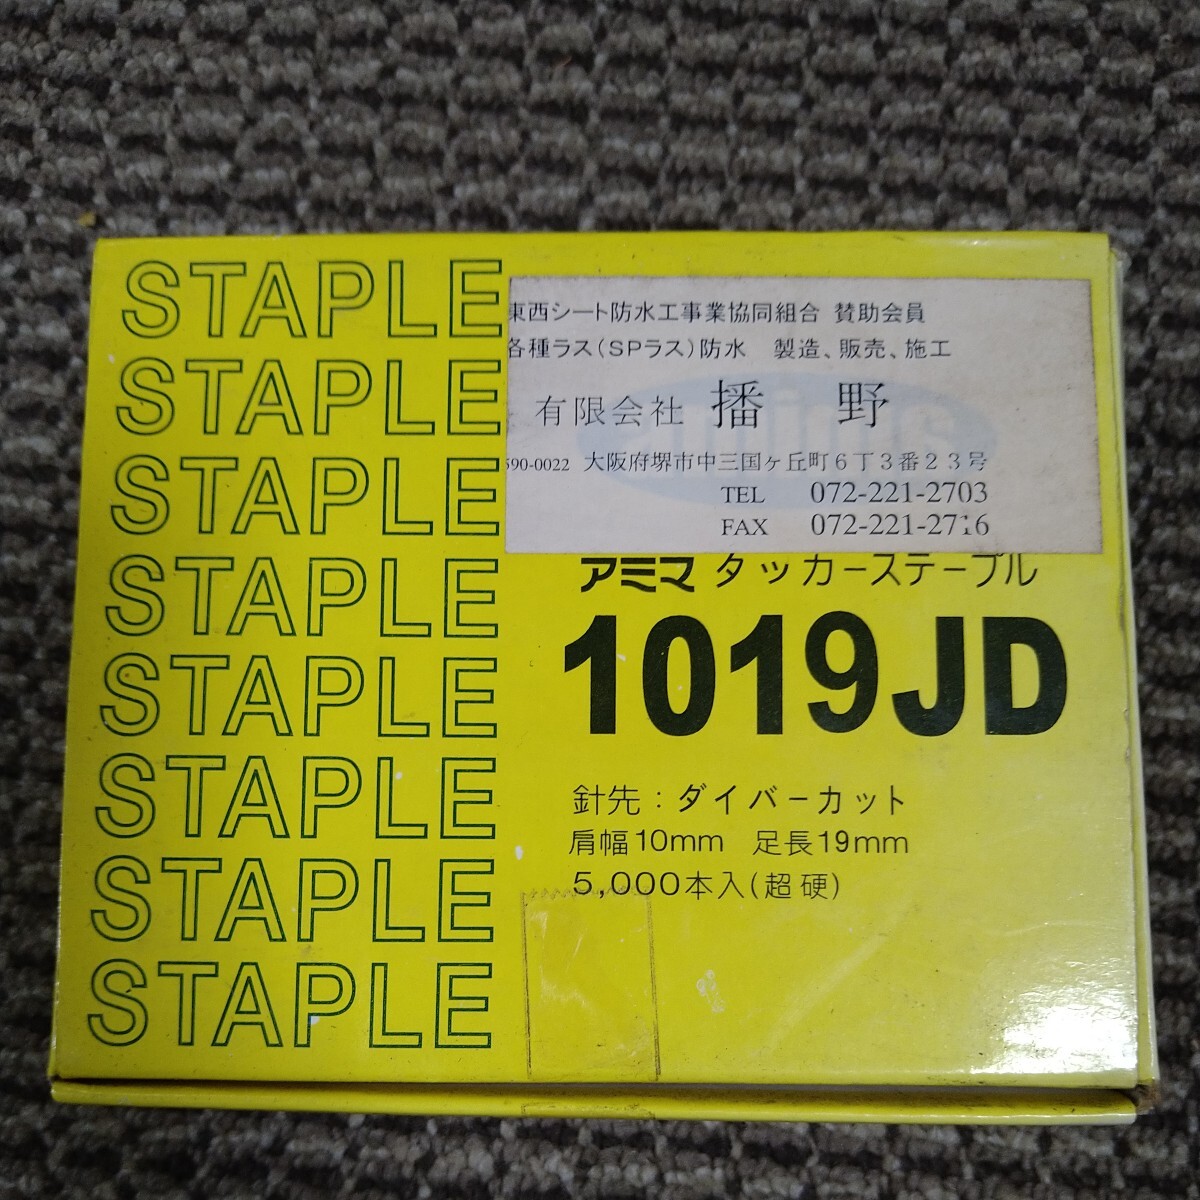 STAPLE
STAPLE
STAPLE
STAPLE
STAPLE
STAPLE
STAPLE
STAPLE
東西シート防水工事業協同組合 賛助会員
各種ラス(SPラス)防水 製造、販売、施工
有限会社 播 野
590-0022 大阪府堺市中三国ヶ丘町6丁3番23号
TEL 072-221-2703
FAX 072-221-2716
アミマ タッカーステープル
1019JD
針先:ダイバーカット
肩幅10mm 足長19mm
5,000本入(超硬)